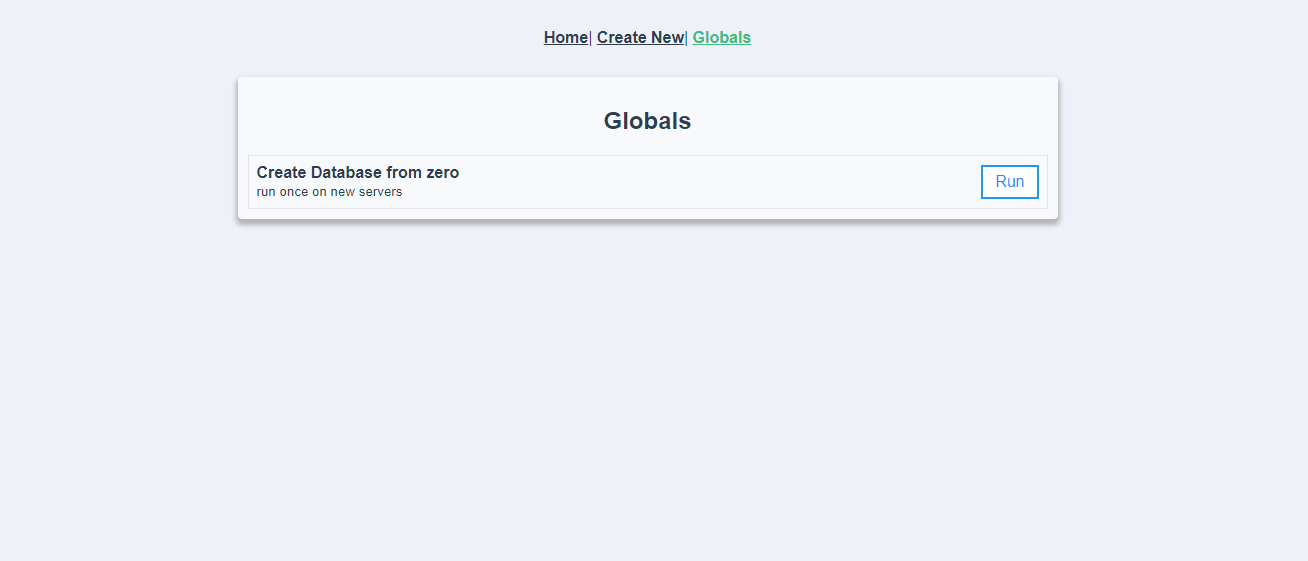 Home| Create New| Globals
Globals
Create Database from zero
run once on new servers
Run